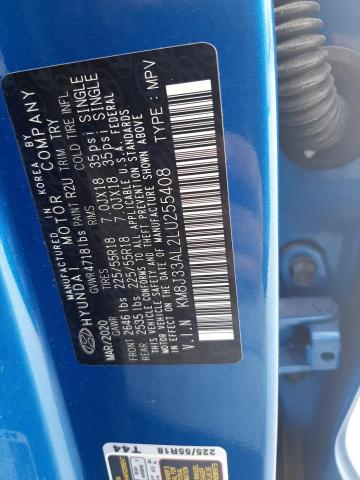 MADE IN KOREA BY
HYUNDAI MOTOR COMPANY
MAR/2020 GVWR 4718 lbs PAINT R2U TRIM TRY
GAWR TIRES RIMS COLD TIRE INFL
FRONT 2646 lbs 225/55R18 7.0JX18 35psi SINGLE
REAR 2535 lbs 225/55R18 7.0JX18 35psi SINGLE
THIS VEHICLE CONFORMS TO ALL APPLICABLE U.S.A. FEDERAL
MOTOR VEHICLE SAFETY, BUMPER AND THEFT PREVENTION STANDARDS
IN EFFECT ON THE DATE OF MANUFACTURE SHOWN ABOVE.
V.I.N KM8J33AL2LU255408 TYPE : MPV
225/55R18
T44